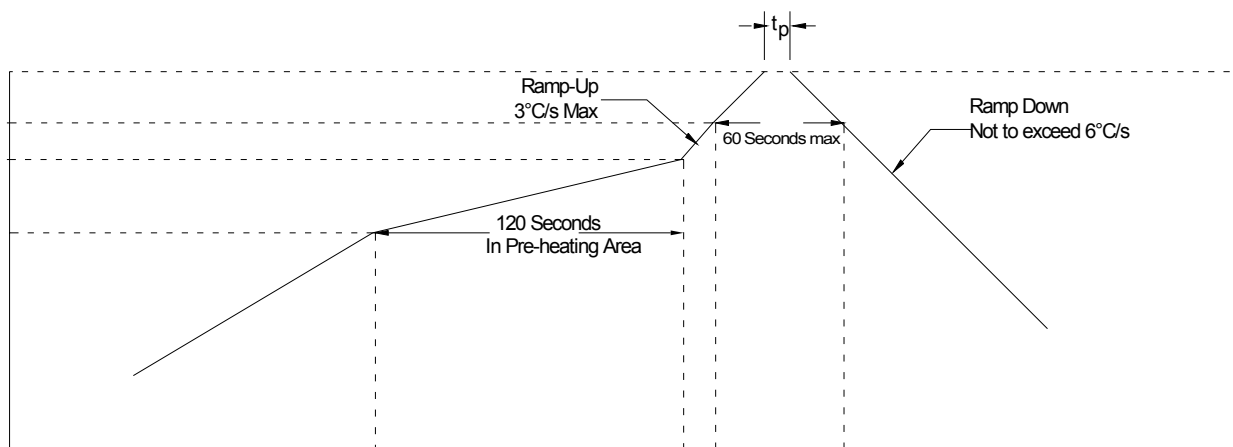 tp
Ramp-Up
3°C/s Max
60 Seconds max
Ramp Down
Not to exceed 6°C/s
120 Seconds
In Pre-heating Area